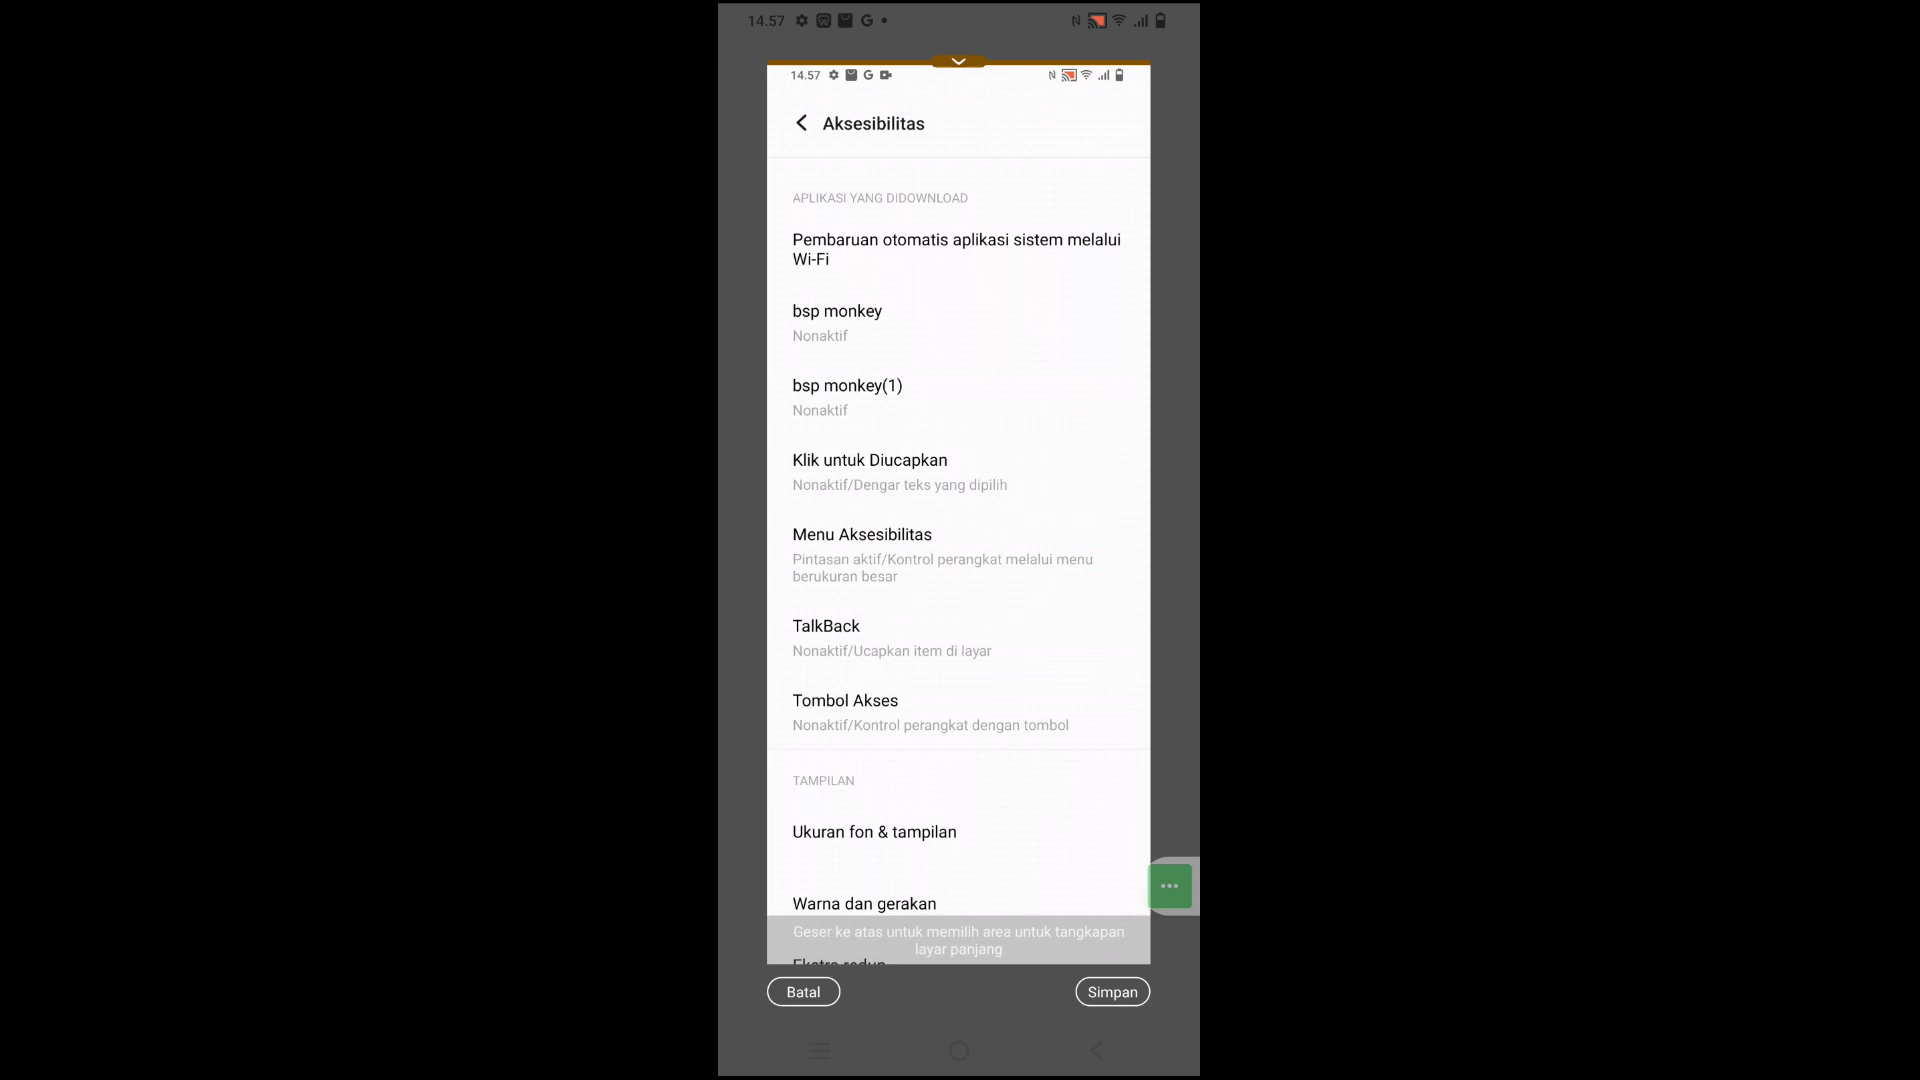 14.57
14.57
Aksesibilitas
APLIKASI YANG DIDOWNLOAD
Pembaruan otomatis aplikasi sistem melalui
Wi-Fi
bsp monkey
Nonaktif
bsp monkey(1)
Nonaktif
Klik untuk Diucapkan
Nonaktif/Dengar teks yang dipilih
Menu Aksesibilitas
Pintasan aktif/Kontrol perangkat melalui menu
berukuran besar
TalkBack
Nonaktif/Ucapkan item di layar
Tombol Akses
Nonaktif/Kontrol perangkat dengan tombol
TAMPILAN
Ukuran fon & tampilan
Warna dan gerakan
Geser ke atas untuk memilih area untuk tangkapan
layar panjang
Ekstra redup
Batal
Simpan